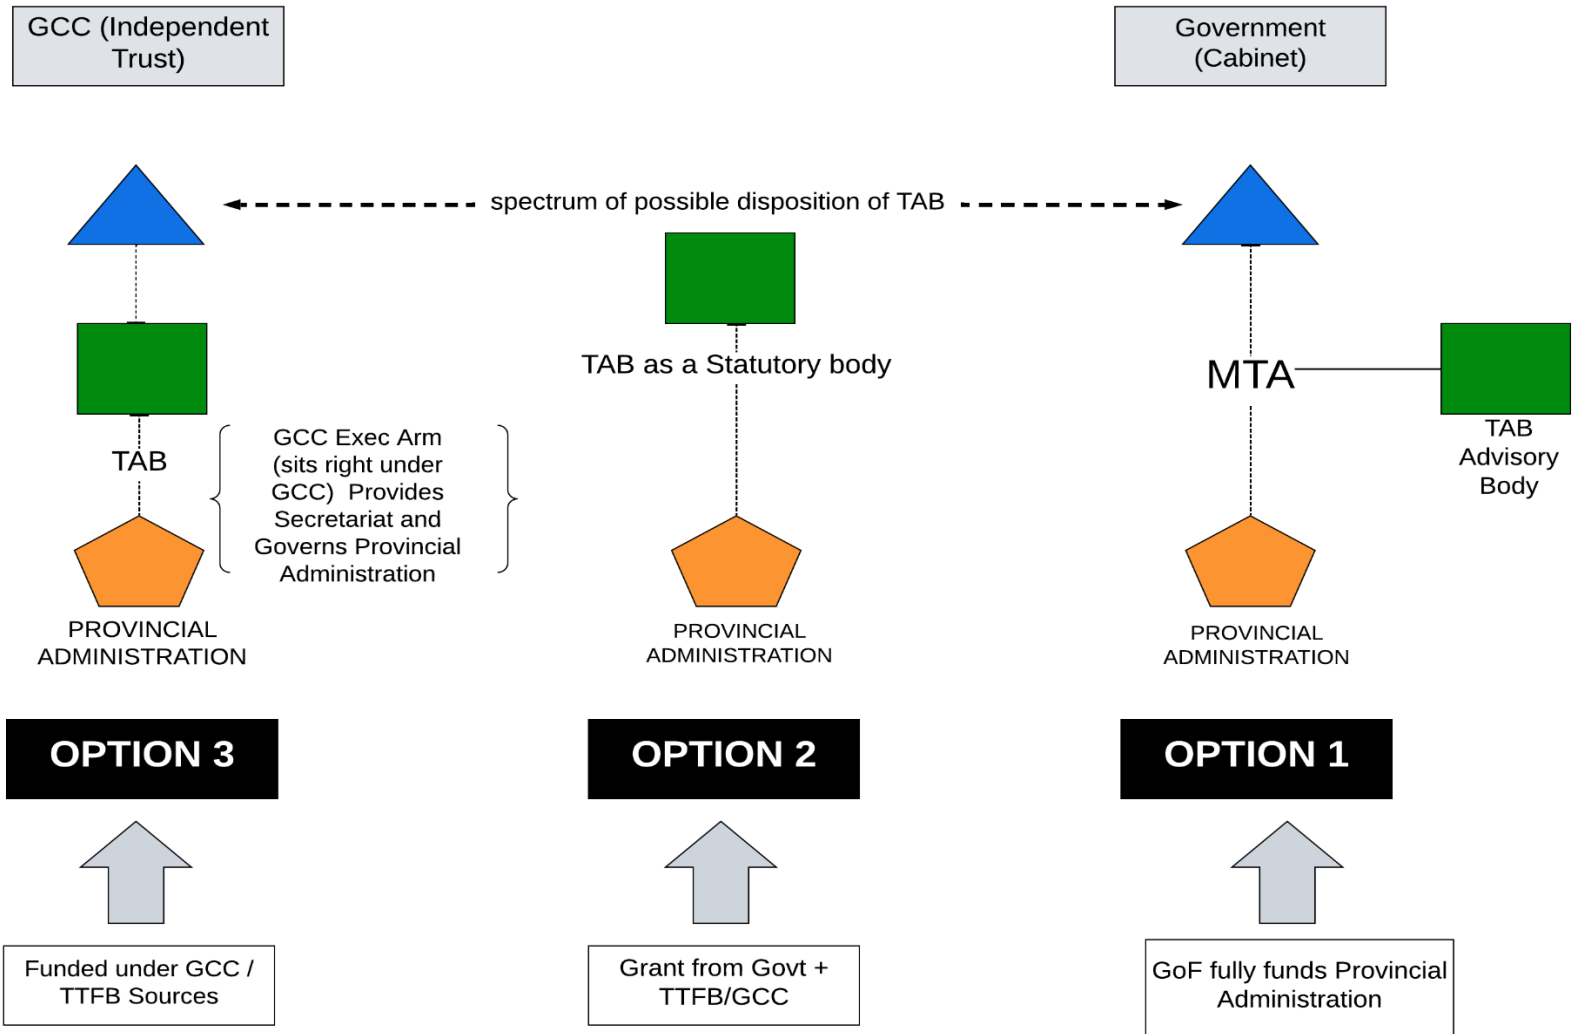 GCC (Independent
Trust)
Government
(Cabinet)
spectrum of possible disposition of TAB
TAB as a Statutory body
MTA
TAB
Advisory
Body
TAB
GCC Exec Arm
(sits right under
GCC) Provides
Secretariat and
Governs Provincial
Administration
PROVINCIAL
ADMINISTRATION
PROVINCIAL
ADMINISTRATION
PROVINCIAL
ADMINISTRATION
OPTION 3
OPTION 2
OPTION 1
Funded under GCC /
TTFB Sources
Grant from Govt +
TTFB/GCC
GoF fully funds Provincial
Administration